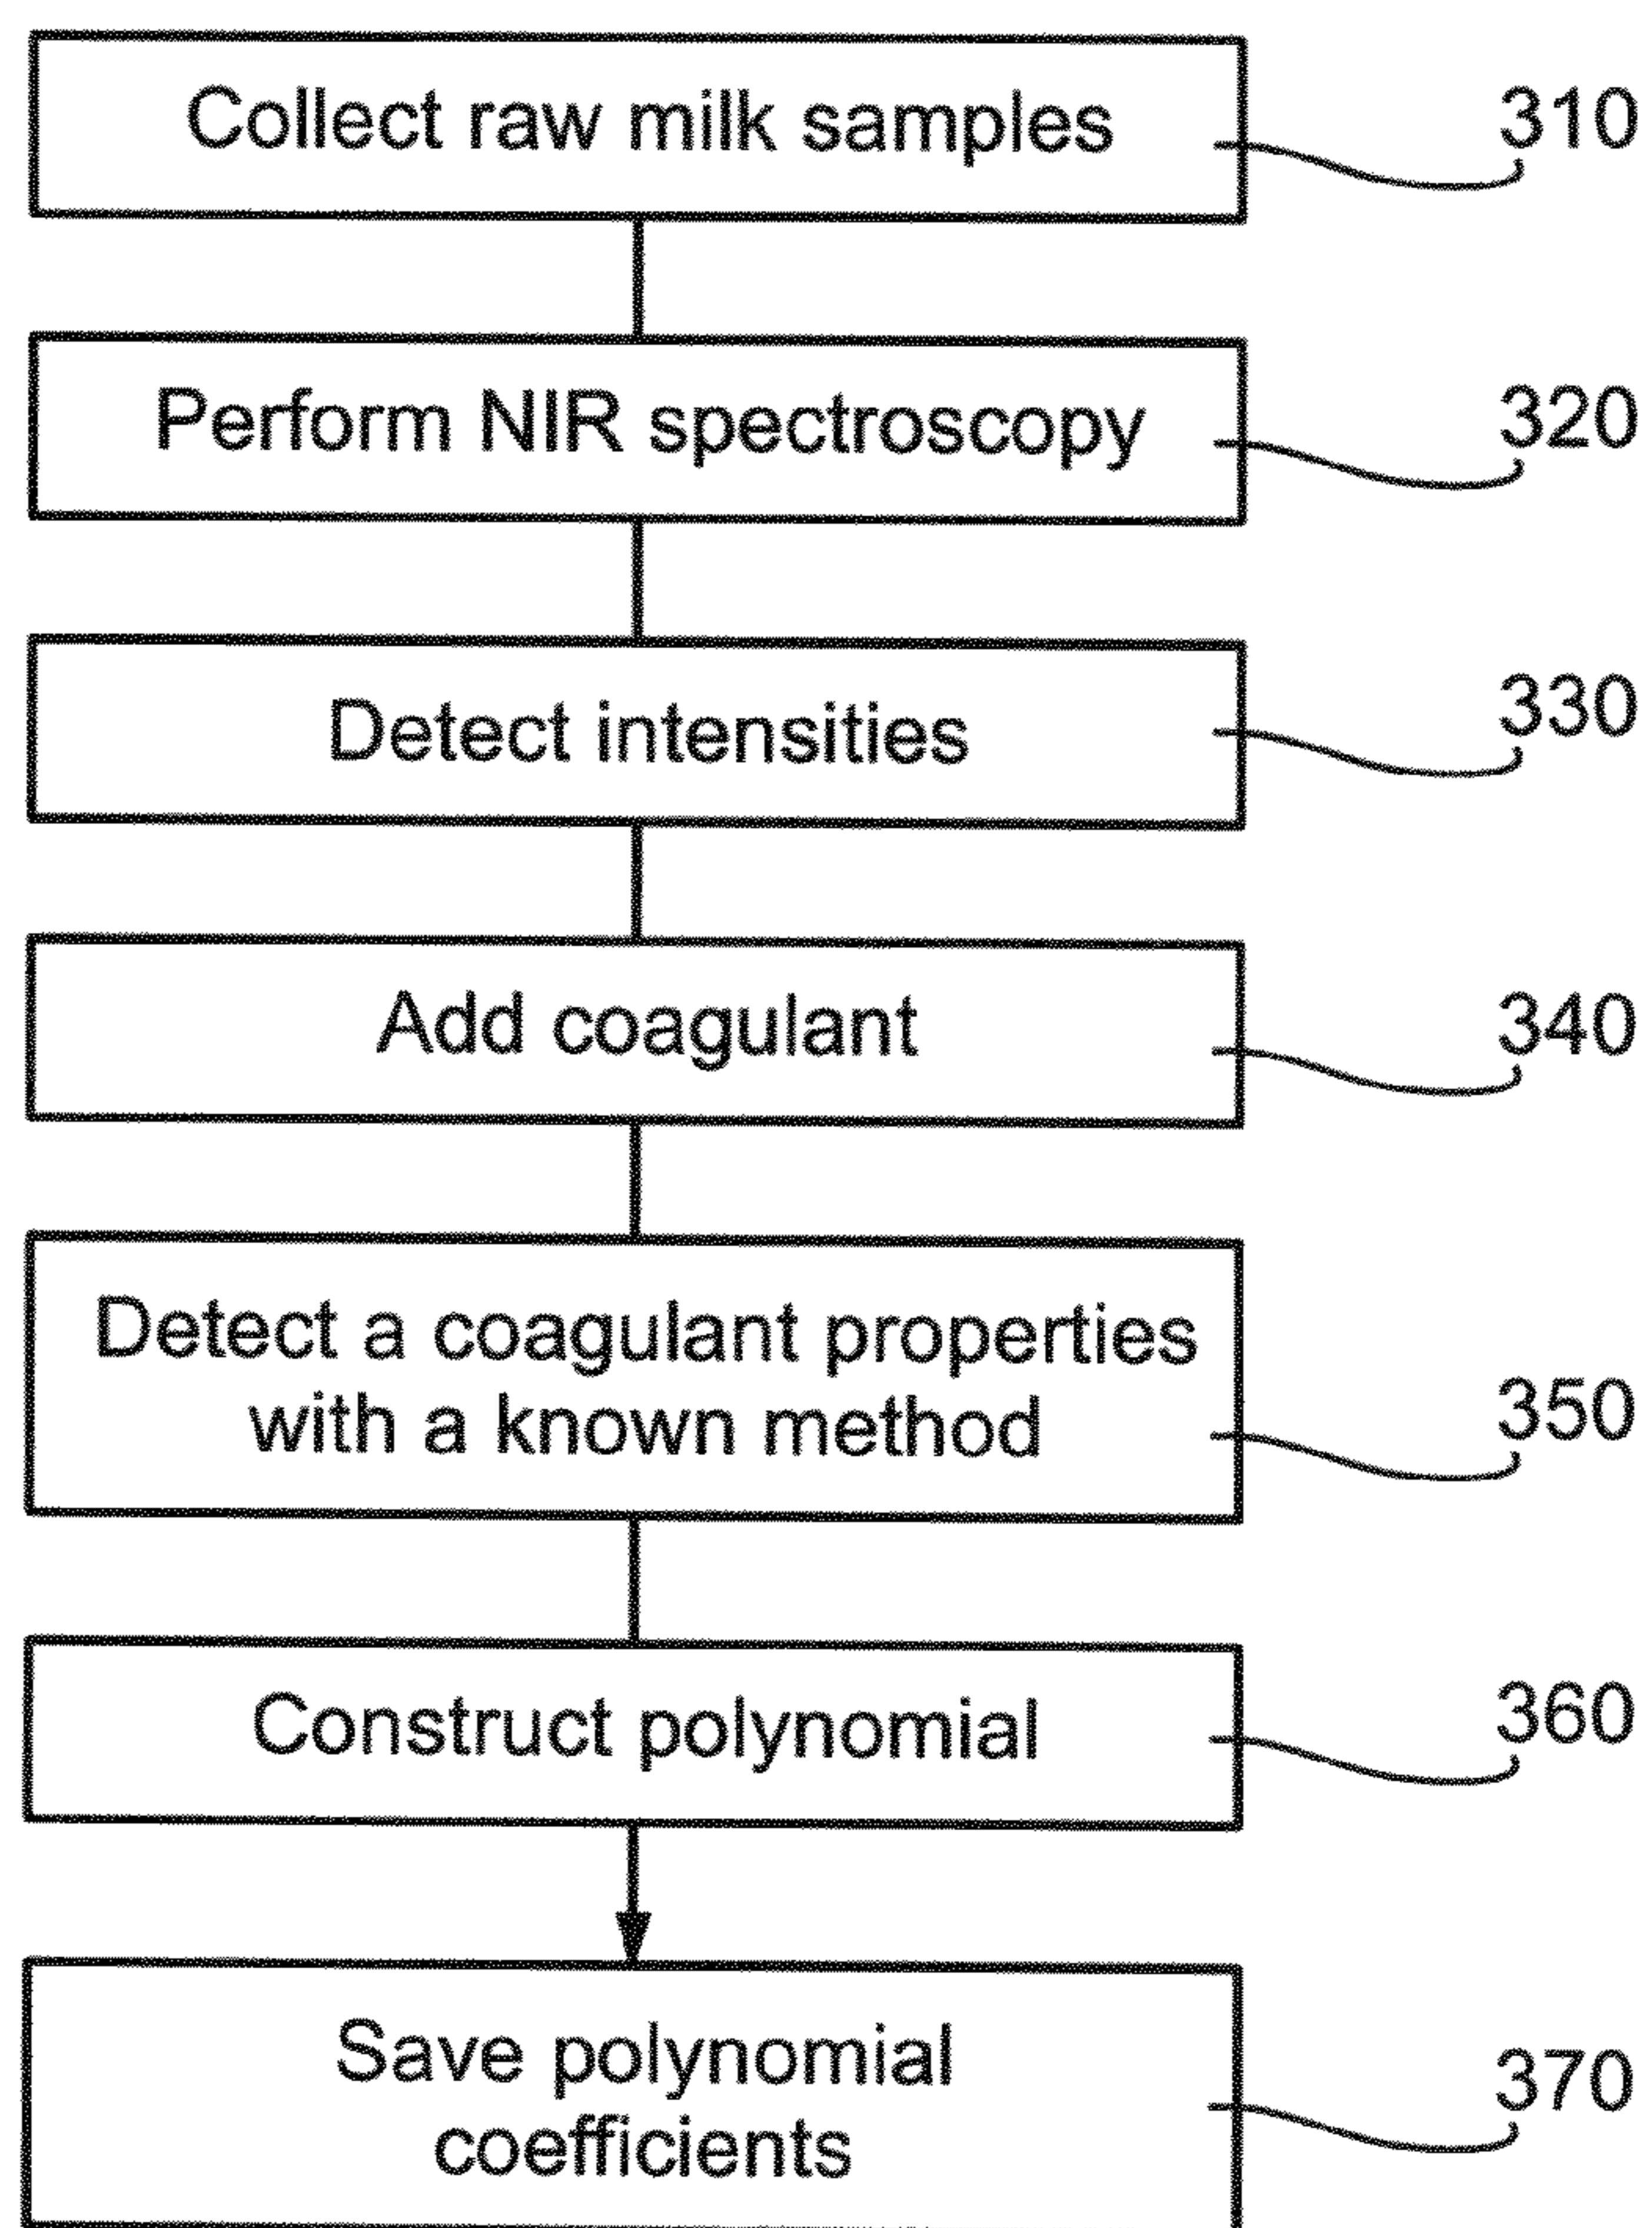 Collect raw milk samples
310
Perform NIR spectroscopy
320
Detect intensities
330
Add coagulant
340
Detect a coagulant properties
with a known method
350
Construct polynomial
360
Save polynomial
coefficients
370